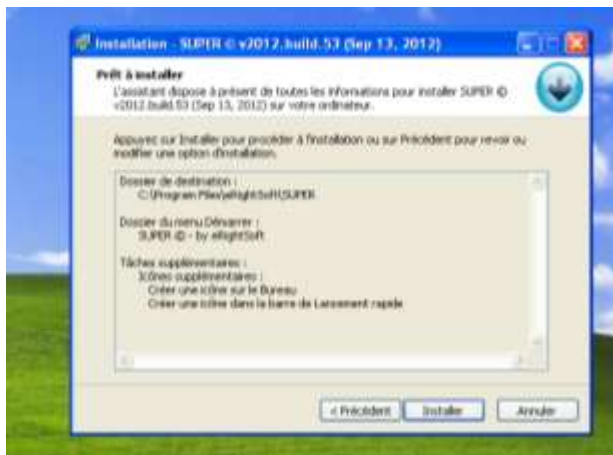 Installation - SUPER © v2012.build.53 (Sep 13, 2012)
Prêt à installer
L'assistant dispose à présent de toutes les informations pour installer SUPER ©
v2012.build.53 (Sep 13, 2012) sur votre ordinateur.
Appuyez sur Installer pour procéder à l'installation ou sur Précédent pour revoir ou
modifier une option d'installation.
Dossier de destination :
C:\Program Files\eRightSoft\SUPER
Dossier du menu Démarrer :
SUPER © - by eRightSoft
Tâches supplémentaires :
Icônes supplémentaires :
Créer une icône sur le Bureau
Créer une icône dans la barre de Lancement rapide
< Précédent
Installer
Annuler